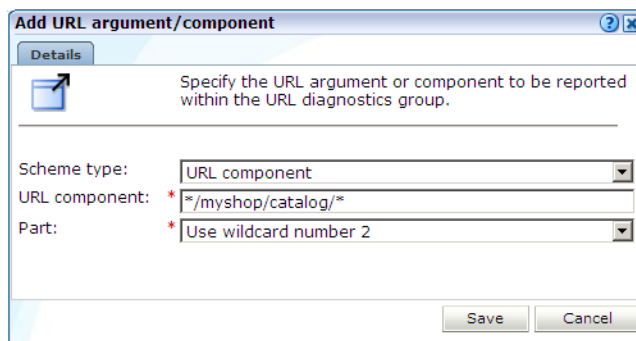 Add URL argument/component
Details
Specify the URL argument or component to be reported
within the URL diagnostics group.
Scheme type: URL component
URL component: * */myshop/catalog/*
Part: * Use wildcard number 2
Save Cancel